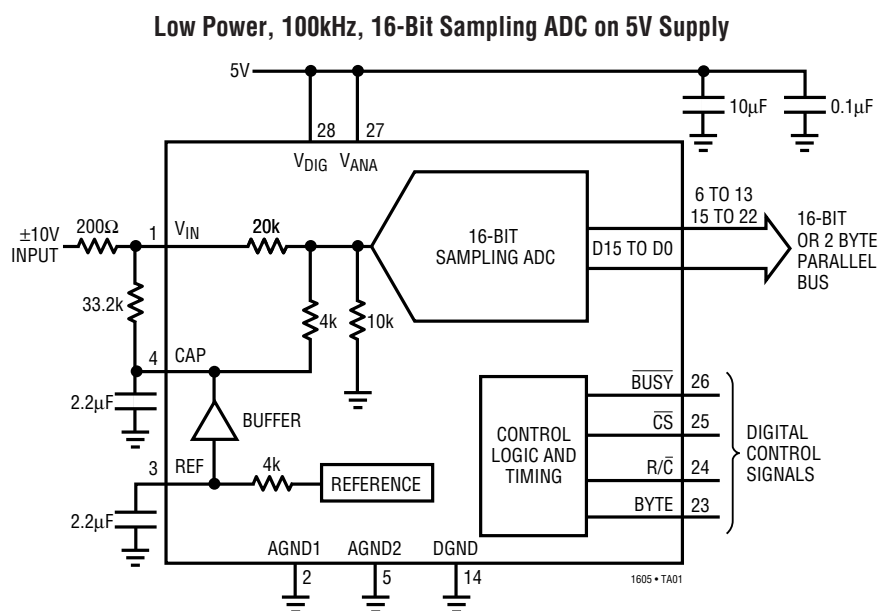 Low Power, 100kHz, 16-Bit Sampling ADC on 5V Supply
5V
10µF
0.1µF
28
27
VDIG
VANA
6 TO 13
15 TO 22
200Ω
1
VIN
20k
±10V
INPUT
16-BIT
SAMPLING ADC
D15 TO D0
16-BIT
OR 2 BYTE
PARALLEL
BUS
33.2k
4k
10k
4
CAP
2.2µF
BUFFER
3
REF
4k
REFERENCE
2.2µF
CONTROL
LOGIC AND
TIMING
B̅U̅S̅Y̅
26
C̅S̅
25
R/C̅
24
BYTE
23
DIGITAL
CONTROL
SIGNALS
AGND1
AGND2
DGND
2
5
14
1605 • TA01